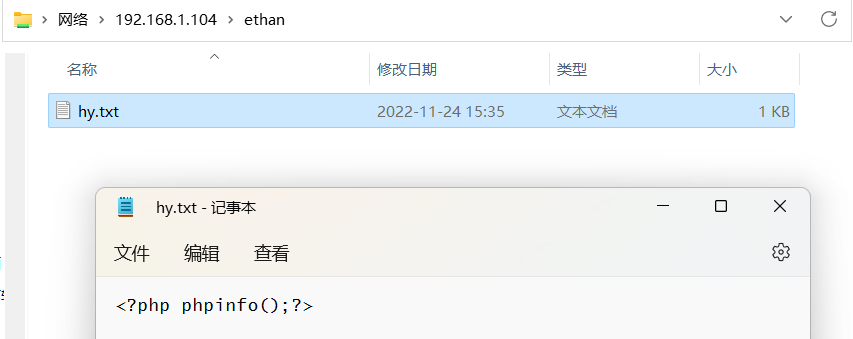 网络 > 192.168.1.104 > ethan
名称 修改日期 类型 大小
hy.txt 2022-11-24 15:35 文本文档 1 KB
hy.txt - 记事本
文件 编辑 查看
<?php phpinfo();?>